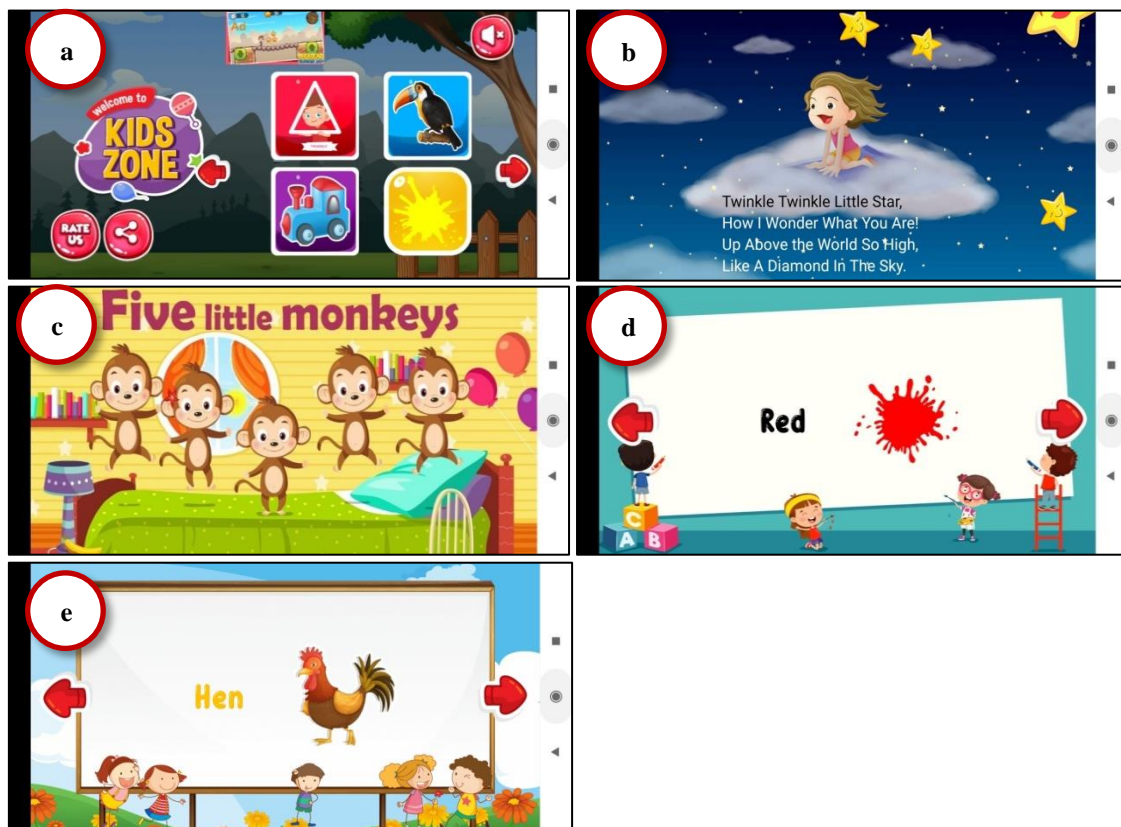 a
Ad
welcome to
KIDS
ZONE
RATE
US
b
Twinkle Twinkle Little Star,
How I Wonder What You Are!
Up Above the World So High,
Like A Diamond In The Sky.
c
Five little monkeys
d
Red
C
A B
e
Hen